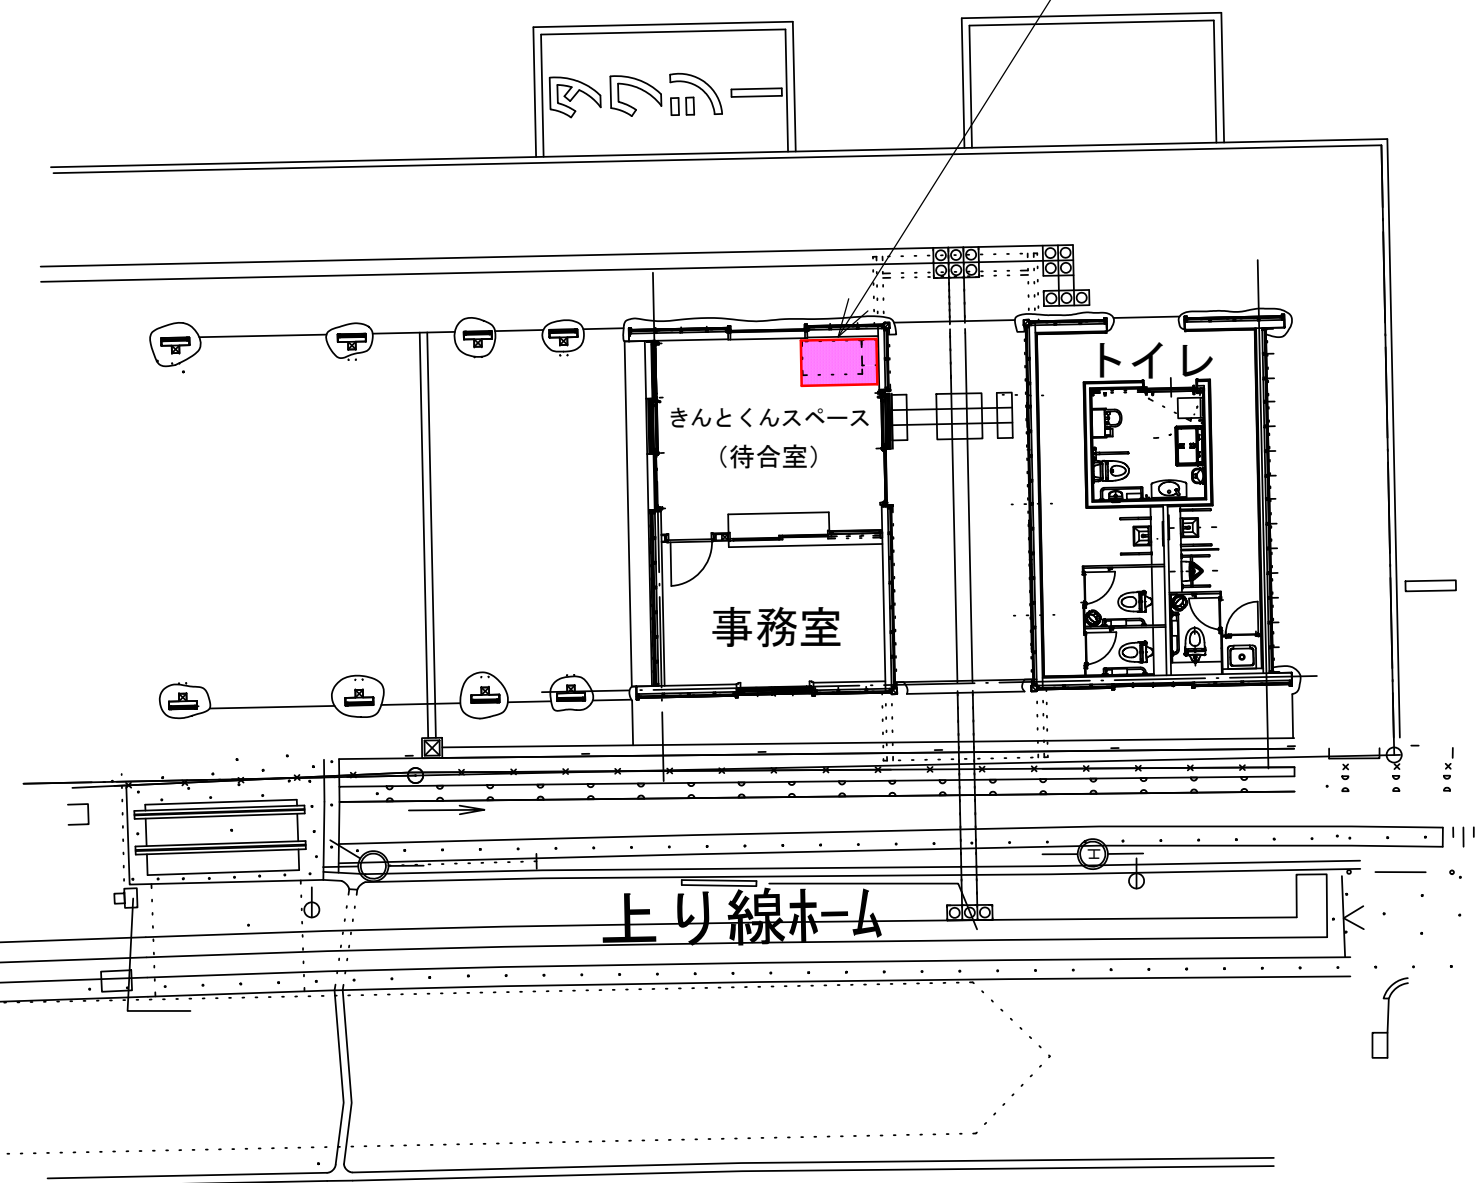 タクシー
トイレ
きんとくんスペース
(待合室)
事務室
上り線ホーム